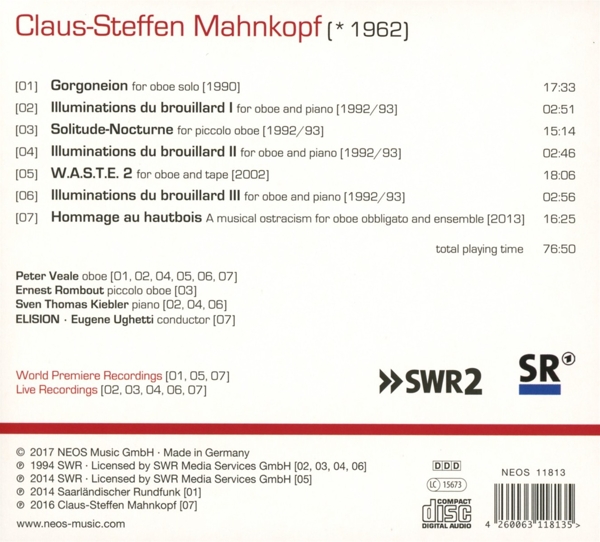 Claus-Steffen Mahnkopf (* 1962)
[01] Gorgoneion for oboe solo [1990] 17:33
[02] Illuminations du brouillard I for oboe and piano [1992/93] 02:51
[03] Solitude-Nocturne for piccolo oboe [1992/93] 15:14
[04] Illuminations du brouillard II for oboe and piano [1992/93] 02:46
[05] W.A.S.T.E. 2 for oboe and tape [2002] 18:06
[06] Illuminations du brouillard III for oboe and piano [1992/93] 02:56
[07] Hommage au hautbois A musical ostracism for oboe obbligato and ensemble [2013] 16:25
total playing time 76:50
Peter Veale oboe [01, 02, 04, 05, 06, 07]
Ernest Rombout piccolo oboe [03]
Sven Thomas Kiebler piano [02, 04, 06]
ELISION · Eugene Ughetti conductor [07]
World Premiere Recordings [01, 05, 07]
Live Recordings [02, 03, 04, 06, 07]
SWR2
SR
© 2017 NEOS Music GmbH · Made in Germany
℗ 1994 SWR · Licensed by SWR Media Services GmbH [02, 03, 04, 06]
℗ 2014 SWR · Licensed by SWR Media Services GmbH [05]
℗ 2014 Saarländischer Rundfunk [01]
℗ 2016 Claus-Steffen Mahnkopf [07]
www.neos-music.com
DDD
LC 15673
COMPACT
disc
DIGITAL AUDIO
NEOS 11813
4 260063 118135